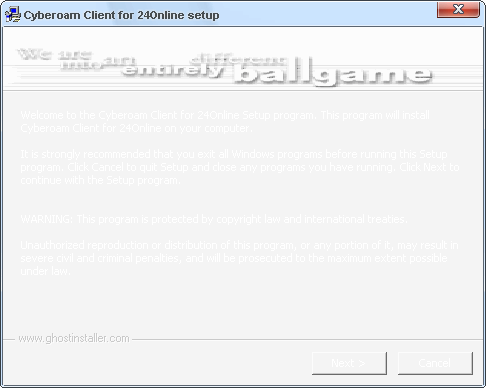 Cyberoam Client for 24Online setup
We are
different
entirely ballgame
Welcome to the Cyberoam Client for 24Online Setup program. This program will install
Cyberoam Client for 24Online on your computer.
It is strongly recommended that you exit all Windows programs before running this Setup
program. Click Cancel to quit Setup and close any programs you have running. Click Next to
continue with the Setup program.
WARNING: This program is protected by copyright law and international treaties.
Unauthorized reproduction or distribution of this program, or any portion of it, may result in
severe civil and criminal penalties, and will be prosecuted to the maximum extent possible
under law.
www.ghostinstaller.com
Next >
Cancel